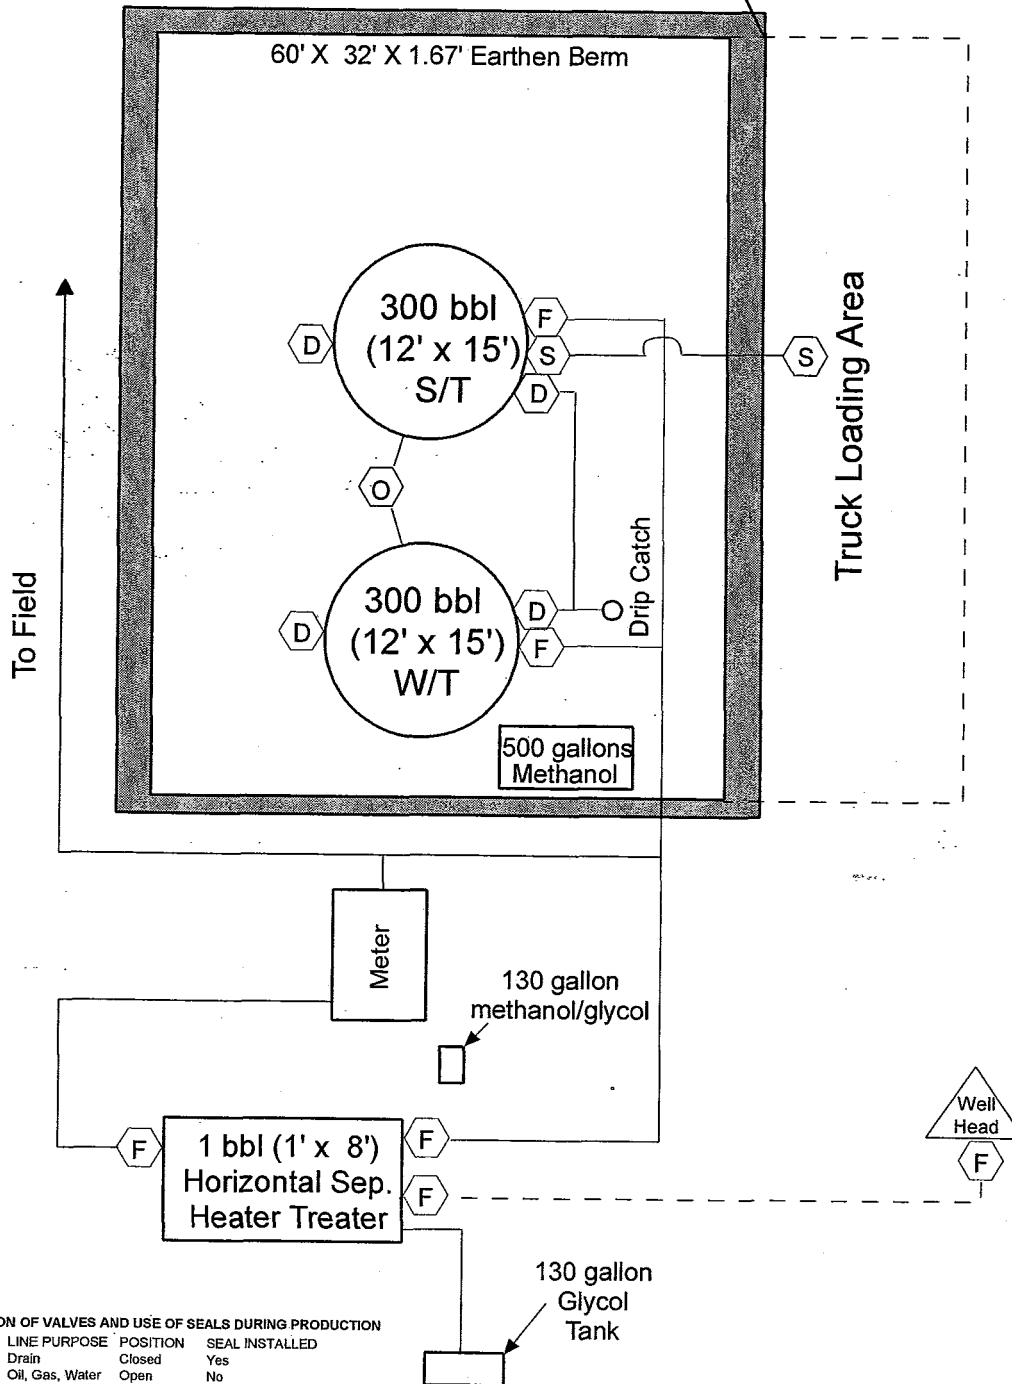 60' X 32' X 1.67' Earthen Berm
300 bbl
(12' x 15')
S/T
D
F
S
D
S
Truck Loading Area
O
To Field
Drip Catch
300 bbl
(12' x 15')
W/T
D
D
F
500 gallons
Methanol
Meter
130 gallon
methanol/glycol
Well
Head
F
F
1 bbl (1' x 8')
Horizontal Sep.
Heater Treater
F
F
130 gallon
Glycol
Tank
ON OF VALVES AND USE OF SEALS DURING PRODUCTION
LINE PURPOSE POSITION SEAL INSTALLED
Drain Closed Yes
Oil, Gas, Water Open No